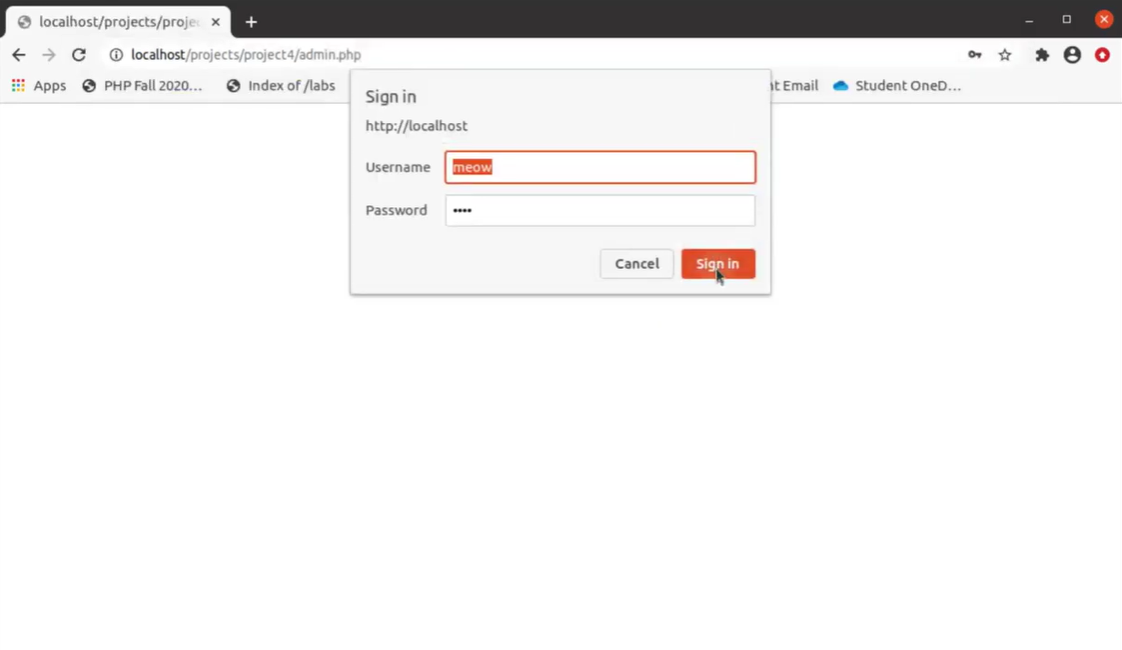 localhost/projects/proje
localhost/projects/project4/admin.php
Apps PHP Fall 2020... Index of /labs nt Email Student OneD...
Sign in
http://localhost
Username meow
Password ••••
Cancel Sign in